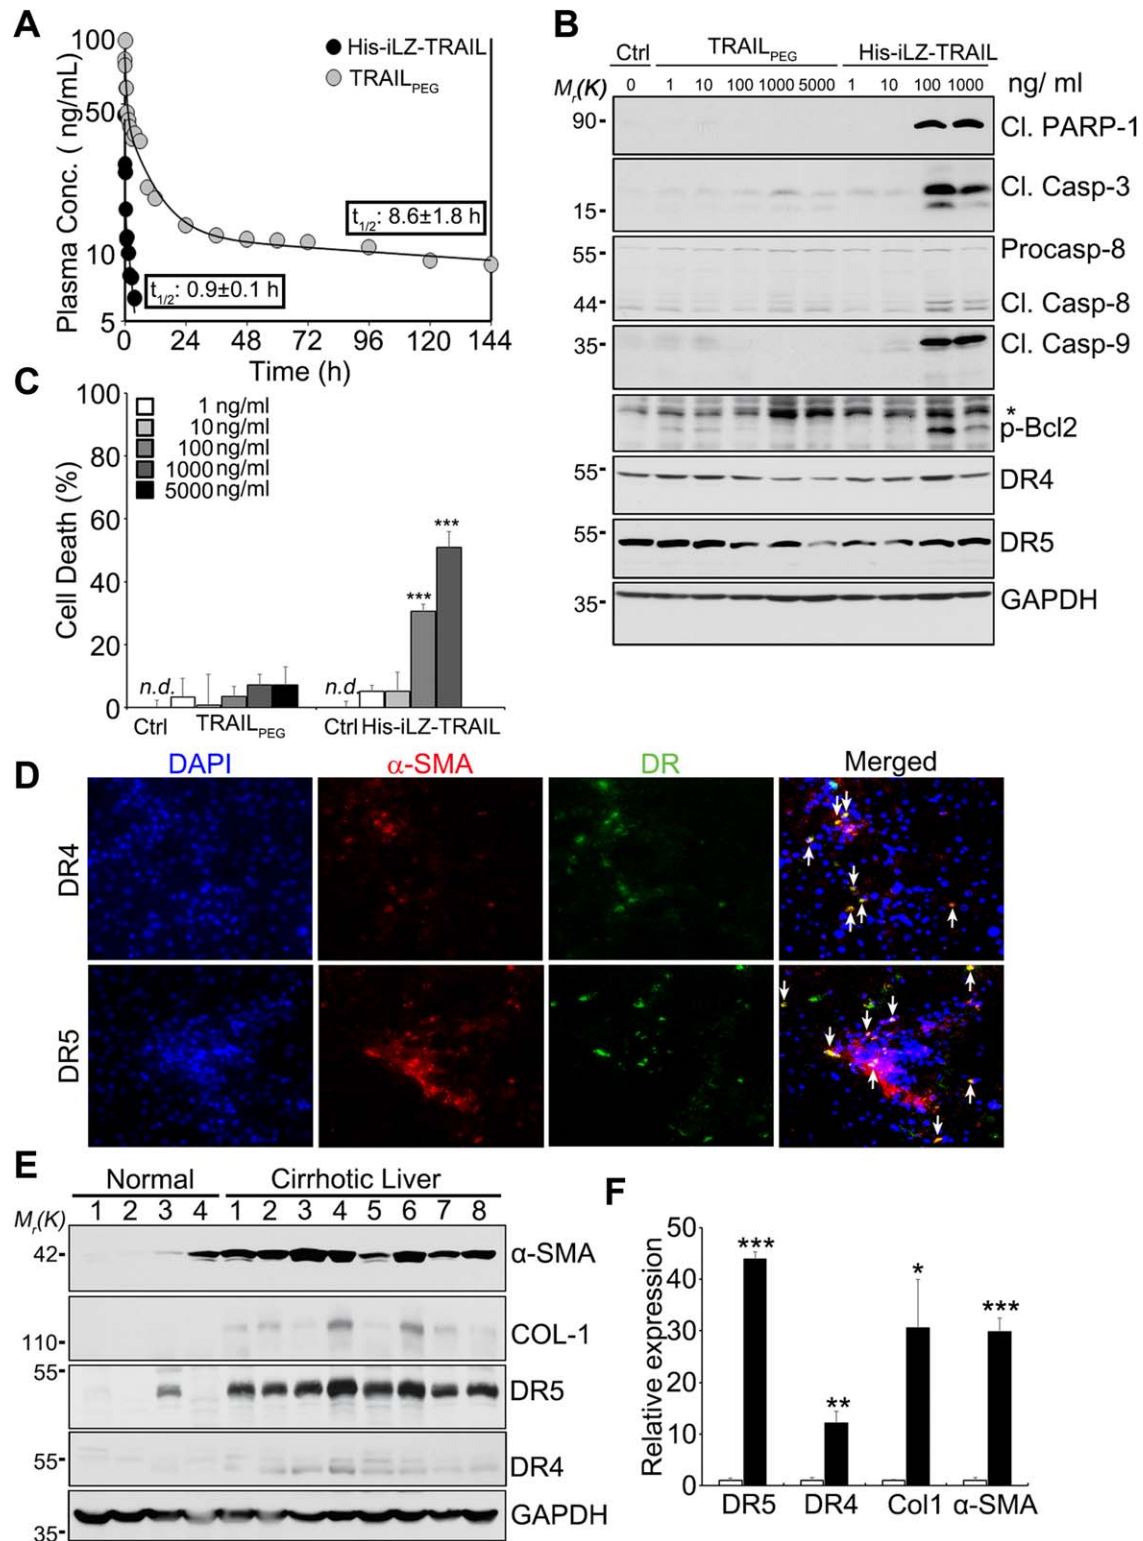 A
100
50
10
5
Plasma Conc. ( ng/mL)
His-iLZ-TRAIL
TRAILPEG
t1/2: 8.6±1.8 h
t1/2: 0.9±0.1 h
0 24 48 72 96 120 144
Time (h)
B
Ctrl TRAILPEG His-iLZ-TRAIL
Mr(K) 0 1 10 100 1000 5000 1 10 100 1000 ng/ ml
90- Cl. PARP-1
Cl. Casp-3
15-
55- Procasp-8
44- Cl. Casp-8
35- Cl. Casp-9
*
p-Bcl2
55- DR4
55- DR5
35- GAPDH
C
100
80
60
40
20
0
Cell Death (%)
1 ng/ml
10 ng/ml
100 ng/ml
1000 ng/ml
5000 ng/ml
***
***
n.d. n.d.
Ctrl TRAILPEG Ctrl His-iLZ-TRAIL
D
DAPI α-SMA DR Merged
DR4
DR5
E
Normal Cirrhotic Liver
Mr(K) 1 2 3 4 1 2 3 4 5 6 7 8
42- α-SMA
COL-1
110-
55- DR5
55- DR4
GAPDH
35-
F
50
40
30
20
10
0
Relative expression
***
**
*
***
DR5 DR4 Col1 α-SMA